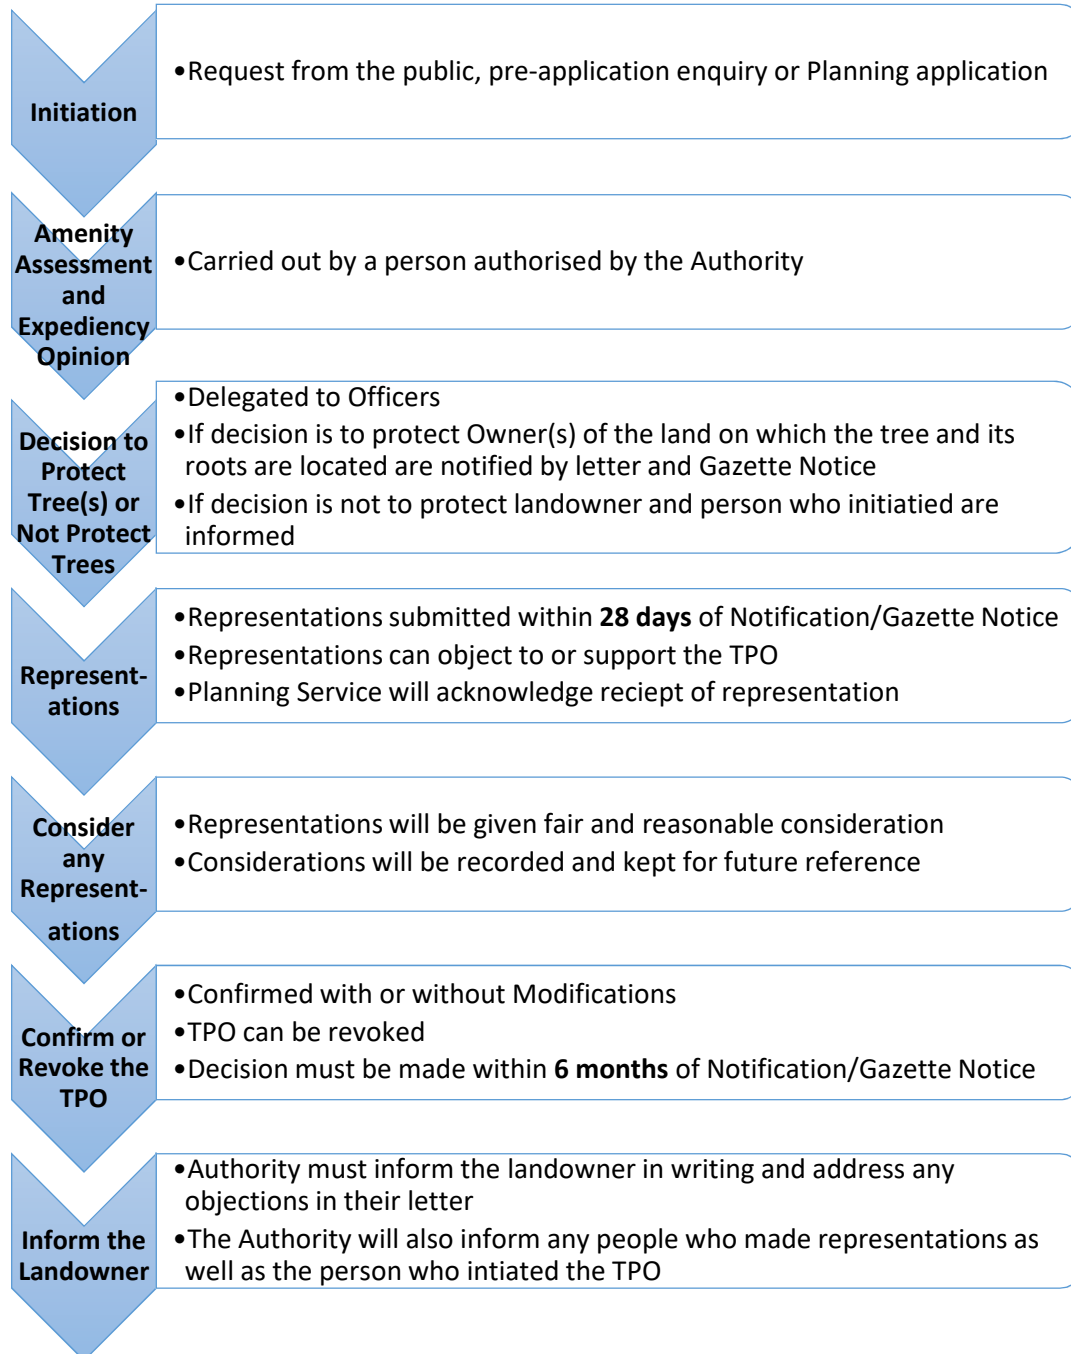 Initiation
•Request from the public, pre-application enquiry or Planning application
Amenity
Assessment
and
Expediency
Opinion
•Carried out by a person authorised by the Authority
Decision to
Protect
Tree(s) or
Not Protect
Trees
•Delegated to Officers
•If decision is to protect Owner(s) of the land on which the tree and its
roots are located are notified by letter and Gazette Notice
•If decision is not to protect landowner and person who initiatied are
informed
Represent-
ations
•Representations submitted within 28 days of Notification/Gazette Notice
•Representations can object to or support the TPO
•Planning Service will acknowledge reciept of representation
Consider
any
Represent-
ations
•Representations will be given fair and reasonable consideration
•Considerations will be recorded and kept for future reference
Confirm or
Revoke the
TPO
•Confirmed with or without Modifications
•TPO can be revoked
•Decision must be made within 6 months of Notification/Gazette Notice
Inform the
Landowner
•Authority must inform the landowner in writing and address any
objections in their letter
•The Authority will also inform any people who made representations as
well as the person who intiated the TPO